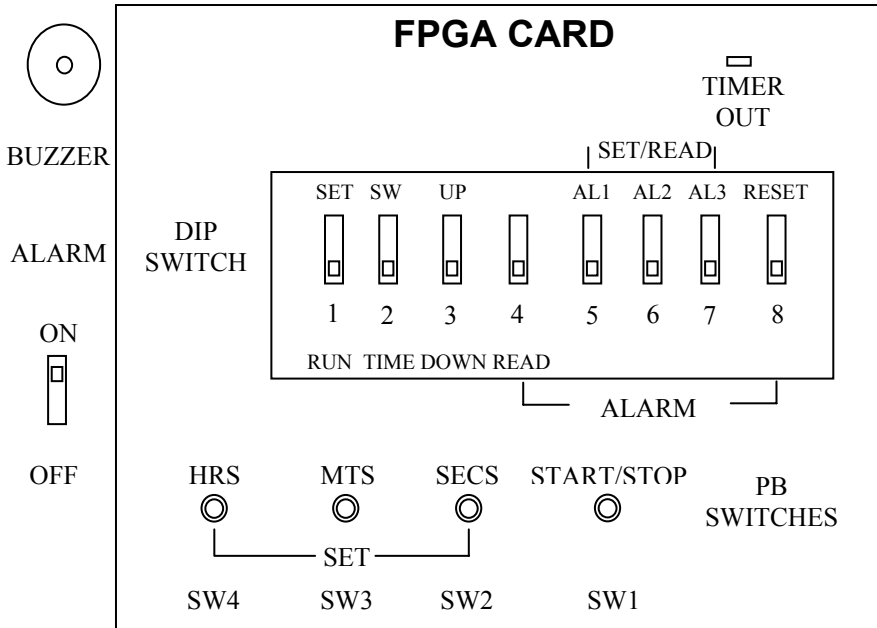 FPGA CARD
TIMER
OUT
BUZZER
SET/READ
SET SW UP AL1 AL2 AL3 RESET
DIP
SWITCH
ALARM
1 2 3 4 5 6 7 8
ON
RUN TIME DOWN READ
ALARM
OFF
HRS MTS SECS START/STOP
PB
SWITCHES
SET
SW4 SW3 SW2 SW1